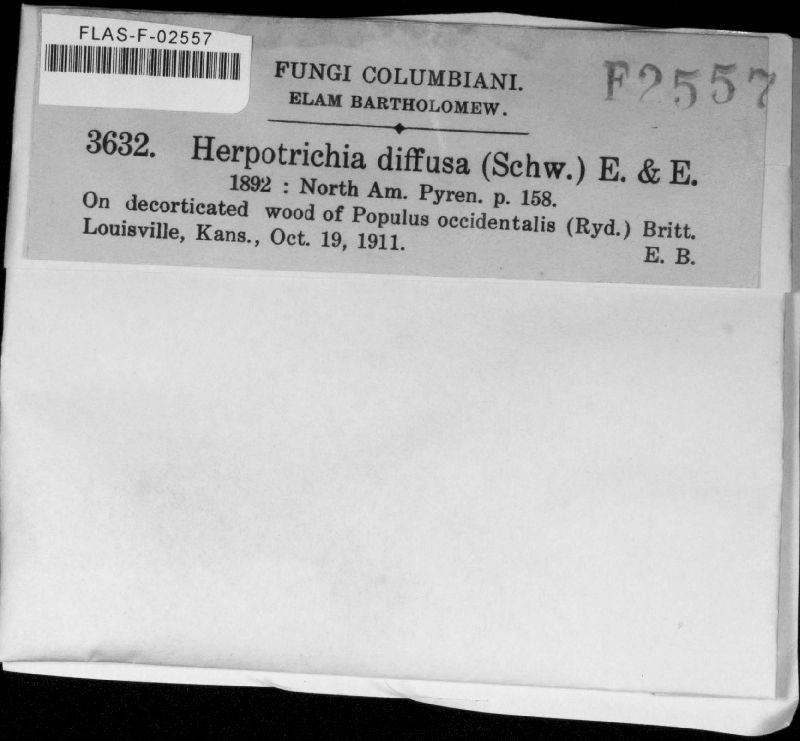 FLAS-F-02557
FUNGI COLUMBIANI.
ELAM BARTHOLOMEW.
F2557
3632. Herpotrichia diffusa (Schw.) E. & E.
1892 : North Am. Pyren. p. 158.
On decorticated wood of Populus occidentalis (Ryd.) Britt.
Louisville, Kans., Oct. 19, 1911.
E. B.